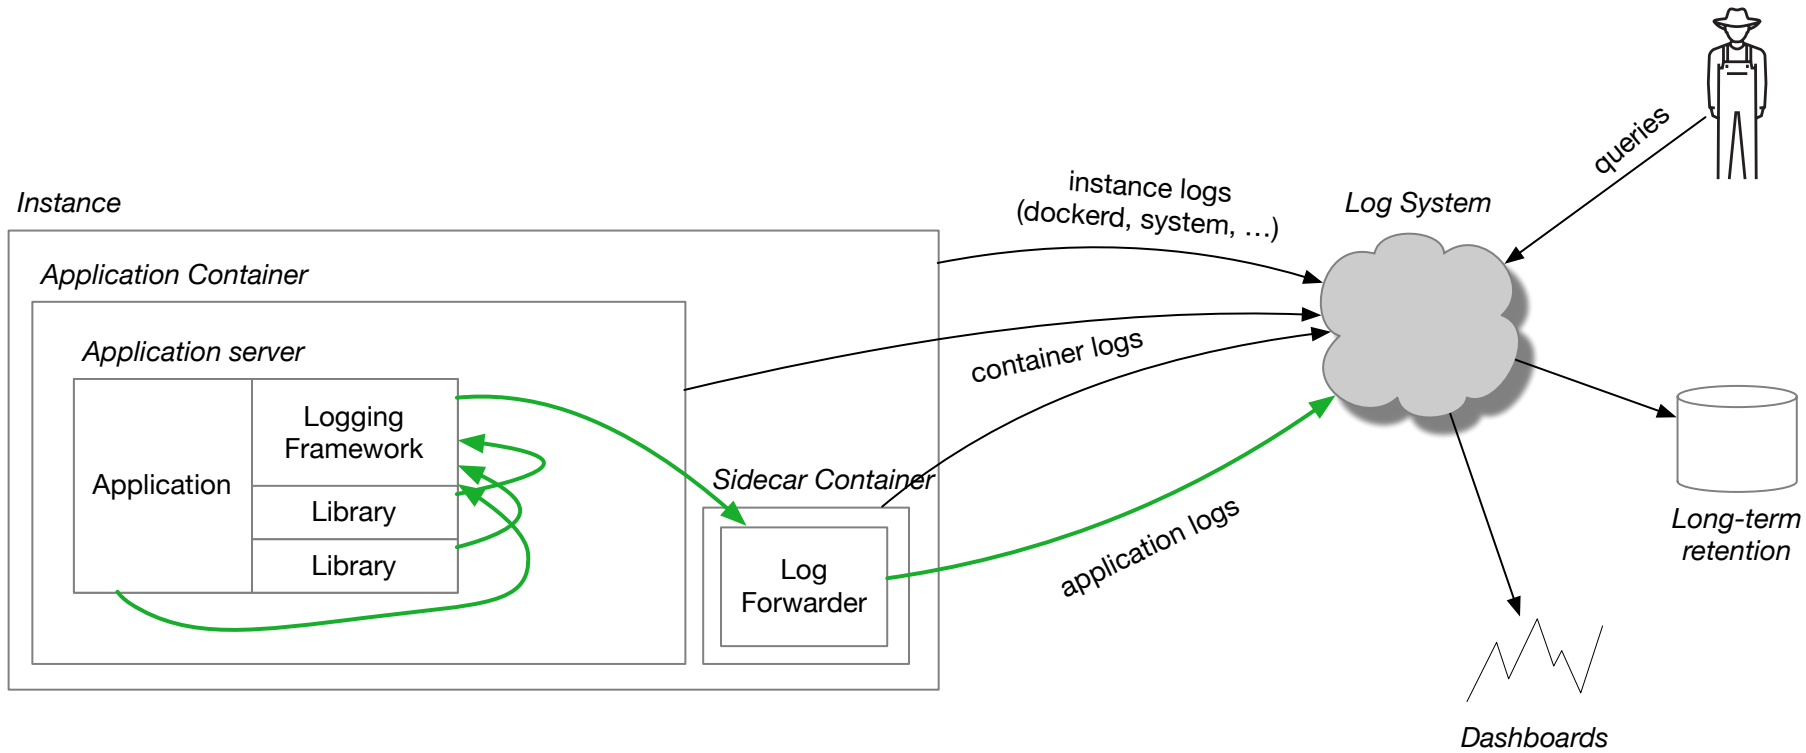 queries
instance logs
(dockerd, system, …)
Instance
Log System
Application Container
Application server
container logs
Logging
Framework
Application
Sidecar Container
Library
Library
application logs
Log
Forwarder
Long-term
retention
Dashboards